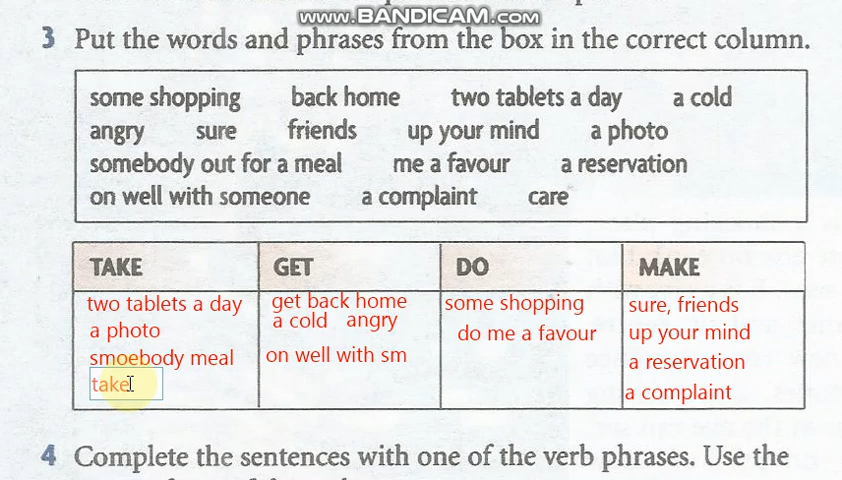 www.BANDICAM.com
3 Put the words and phrases from the box in the correct column.
some shopping back home two tablets a day a cold
angry sure friends up your mind a photo
somebody out for a meal me a favour a reservation
on well with someone a complaint care
TAKE GET DO MAKE
two tablets a day get back home some shopping sure, friends
a photo a cold angry do me a favour up your mind
smoebody meal on well with sm a reservation
take a complaint
4 Complete the sentences with one of the verb phrases. Use the